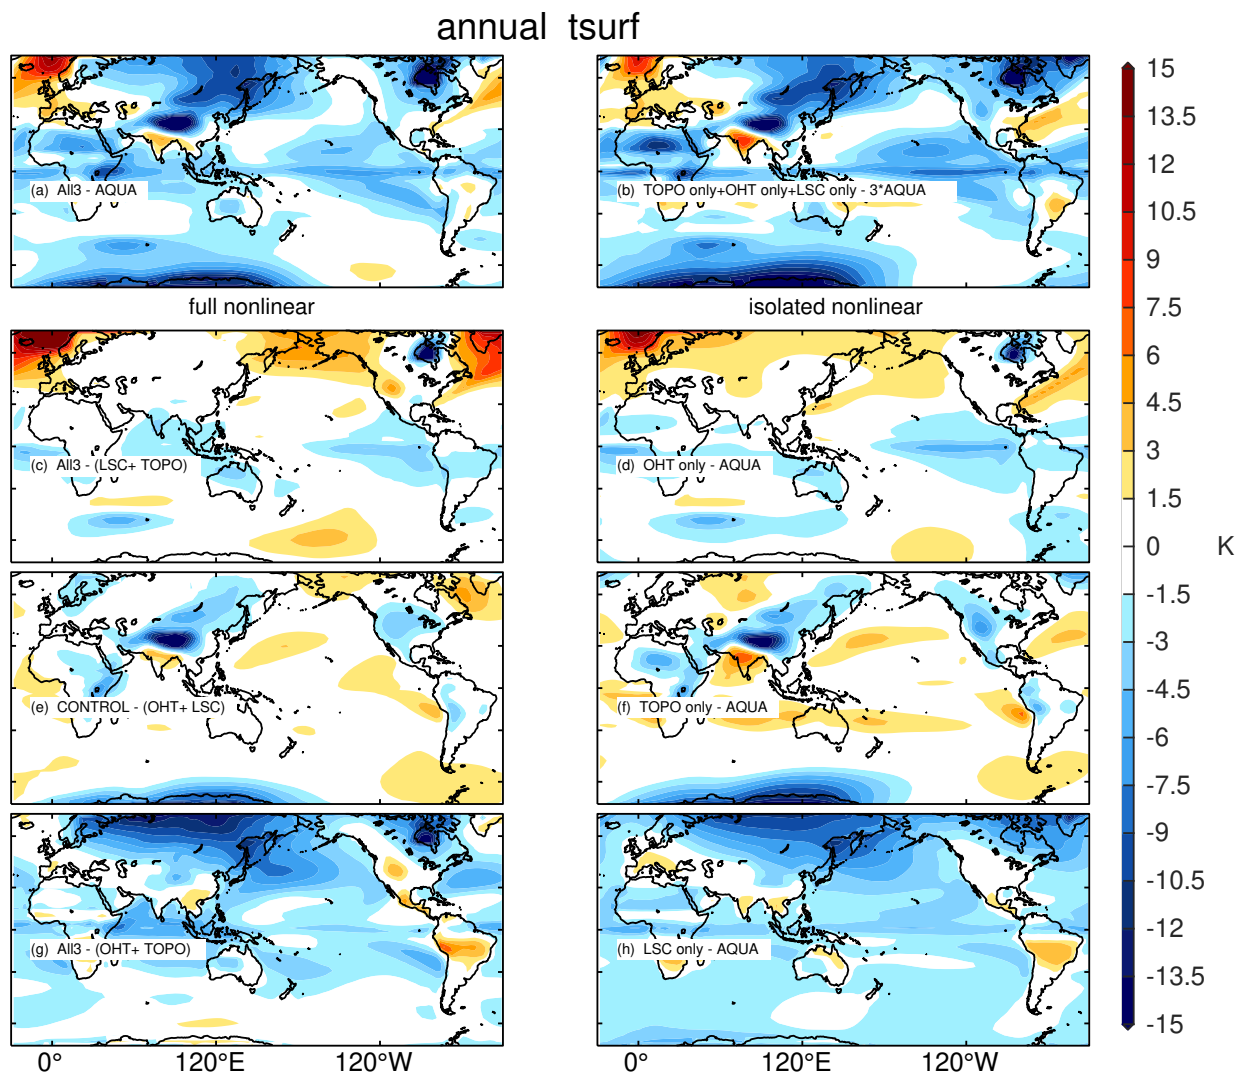 annual tsurf
(a) All3 - AQUA
(b) TOPO only+OHT only+LSC only - 3*AQUA
full nonlinear
isolated nonlinear
(c) All3 - (LSC+ TOPO)
(d) OHT only - AQUA
(e) CONTROL - (OHT+ LSC)
(f) TOPO only - AQUA
(g) All3 - (OHT+ TOPO)
(h) LSC only - AQUA
0°
120°E
120°W
0°
120°E
120°W
15
13.5
12
10.5
9
7.5
6
4.5
3
1.5
0
K
-1.5
-3
-4.5
-6
-7.5
-9
-10.5
-12
-13.5
-15